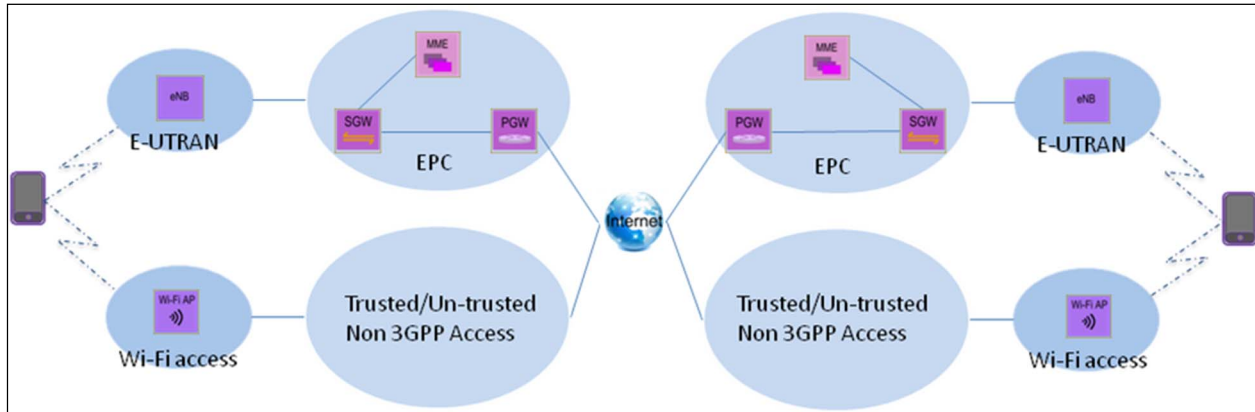 MME
eNB
SGW
PGW
E-UTRAN
EPC
MME
eNB
PGW
SGW
E-UTRAN
EPC
Internet
Wi-Fi AP
Trusted/Un-trusted
Non 3GPP Access
Wi-Fi access
Trusted/Un-trusted
Non 3GPP Access
Wi-Fi AP
Wi-Fi access